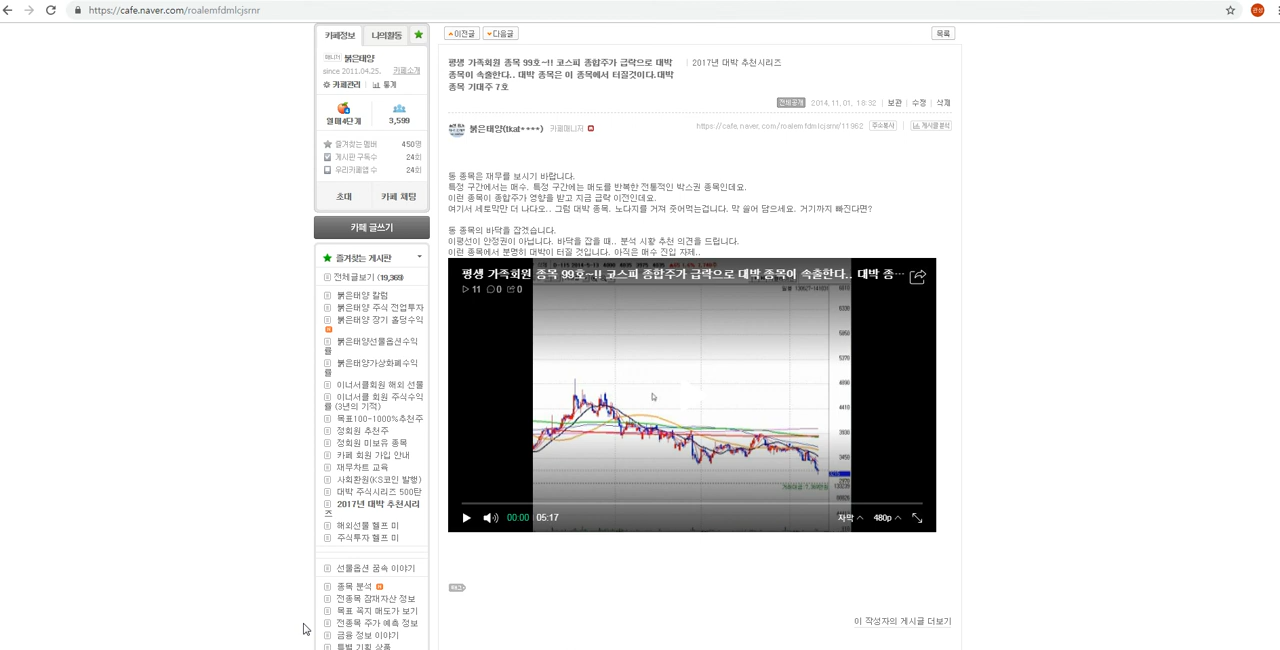 https://cafe.naver.com/roalemfdmlcjsrnr
카페정보 나의활동
매니저 붉은태양
since 2011.04.25. 카페소개
카페관리 통계
열매4단계 3,599
즐겨찾는 멤버 450명
게시판 구독수 24회
우리카페앱 수 24회
초대 카페 채팅
카페 글쓰기
즐겨찾는 게시판
전체글보기 (19,369)
붉은태양 칼럼
붉은태양 주식 전업투자
붉은태양 장기 홀딩수익
붉은태양선물옵션수익
률
붉은태양가상화폐수익
률
이너서클회원 해외 선물
이너서클 회원 주식수익
률 (3년의 기적)
목표100-1000%추천주
정회원 추천주
정회원 미보유 종목
카페 회원 가입 안내
재무차트 교육
사회환원(KS코인 발행)
대박 주식시리즈 500탄
2017년 대박 추천시리
즈
해외선물 헬프 미
주식투자 헬프 미
선물옵션 꿈속 이야기
종목 분석
전종목 잠재자산 정보
목표 꼭지 매도가 보기
전종목 주가 예측 정보
금융 정보 이야기
특별 기획 상품
이전글 다음글 목록
평생 가족회원 종목 99호~!! 코스피 종합주가 급락으로 대박 | 2017년 대박 추천시리즈
종목이 속출한다.. 대박 종목은 이 종목에서 터질것이다.대박
종목 기대주 7호
전체공개 2014.11.01. 18:32 | 보관 | 수정 | 삭제
붉은태양(tkat****) 카페매니저 https://cafe.naver.com/roalemfdmlcjsrnr/11962 주소복사 | 게시글 분석
동 종목은 재무를 보시기 바랍니다.
특정 구간에서는 매수. 특정 구간에는 매도를 반복한 전통적인 박스권 종목인데요.
이런 종목이 종합주가 영향을 받고 지금 급락 이전인데요.
여기서 세토막만 더 나다오.. 그럼 대박 종목. 노다지를 거져 줏어먹는겁니다. 막 쓸어 담으세요. 거기까지 빠진다면?
동 종목의 바닥을 잡겠습니다.
이평선이 안정권이 아닙니다. 바닥을 잡을 때.. 분석 시황 추천 의견을 드립니다.
이런 종목에서 분명히 대박이 터질 것입니다. 아직은 매수 진입 자제..
평생 가족회원 종목 99호~!! 코스피 종합주가 급락으로 대박 종목이 속출한다.. 대박 종...
11 0 0
5370
4890
4410
3450
00:00 05:17 자막 480p
태그
이 작성자의 게시글 더보기